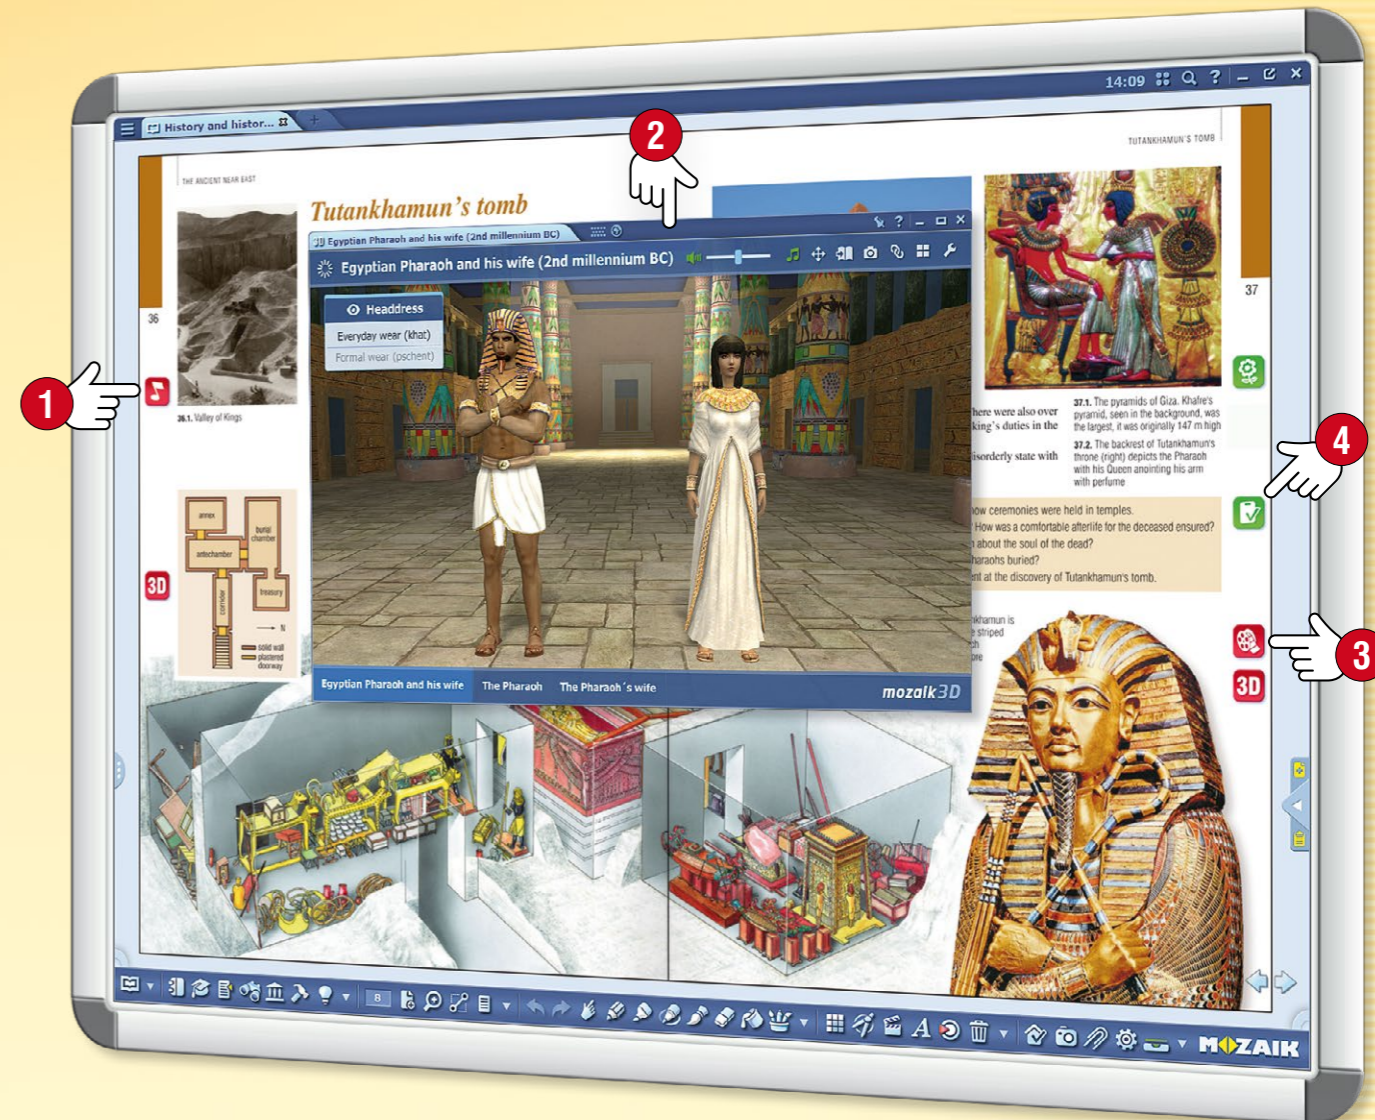 14:09
History and histor...
2
THE ANCIENT NEAR EAST
TUTANKHAMUN'S TOMB
Tutankhamun's tomb
Egyptian Pharaoh and his wife (2nd millennium BC)
Egyptian Pharaoh and his wife (2nd millennium BC)
Headdress
Everyday wear (khat)
Formal wear (pschent)
36
37
1
36.1. Valley of Kings
37.1. The pyramids of Giza. Khafre's
pyramid, seen in the background, was
the largest, it was originally 147 m high
37.2. The backrest of Tutankhamun's
throne (right) depicts the Pharaoh
with his Queen anointing his arm
with perfume
here were also over
king's duties in the
disorderly state with
4
ow ceremonies were held in temples.
How was a comfortable afterlife for the deceased ensured?
about the soul of the dead?
pharaohs buried?
ent at the discovery of Tutankhamun's tomb.
annex
burial
chamber
antechamber
corridor
treasury
N
solid wall
plastered
doorway
3D
nkhamun is
e striped
3
3D
Egyptian Pharaoh and his wife
The Pharaoh
The Pharaoh's wife
mozaik3D
8
A
MOZAIK